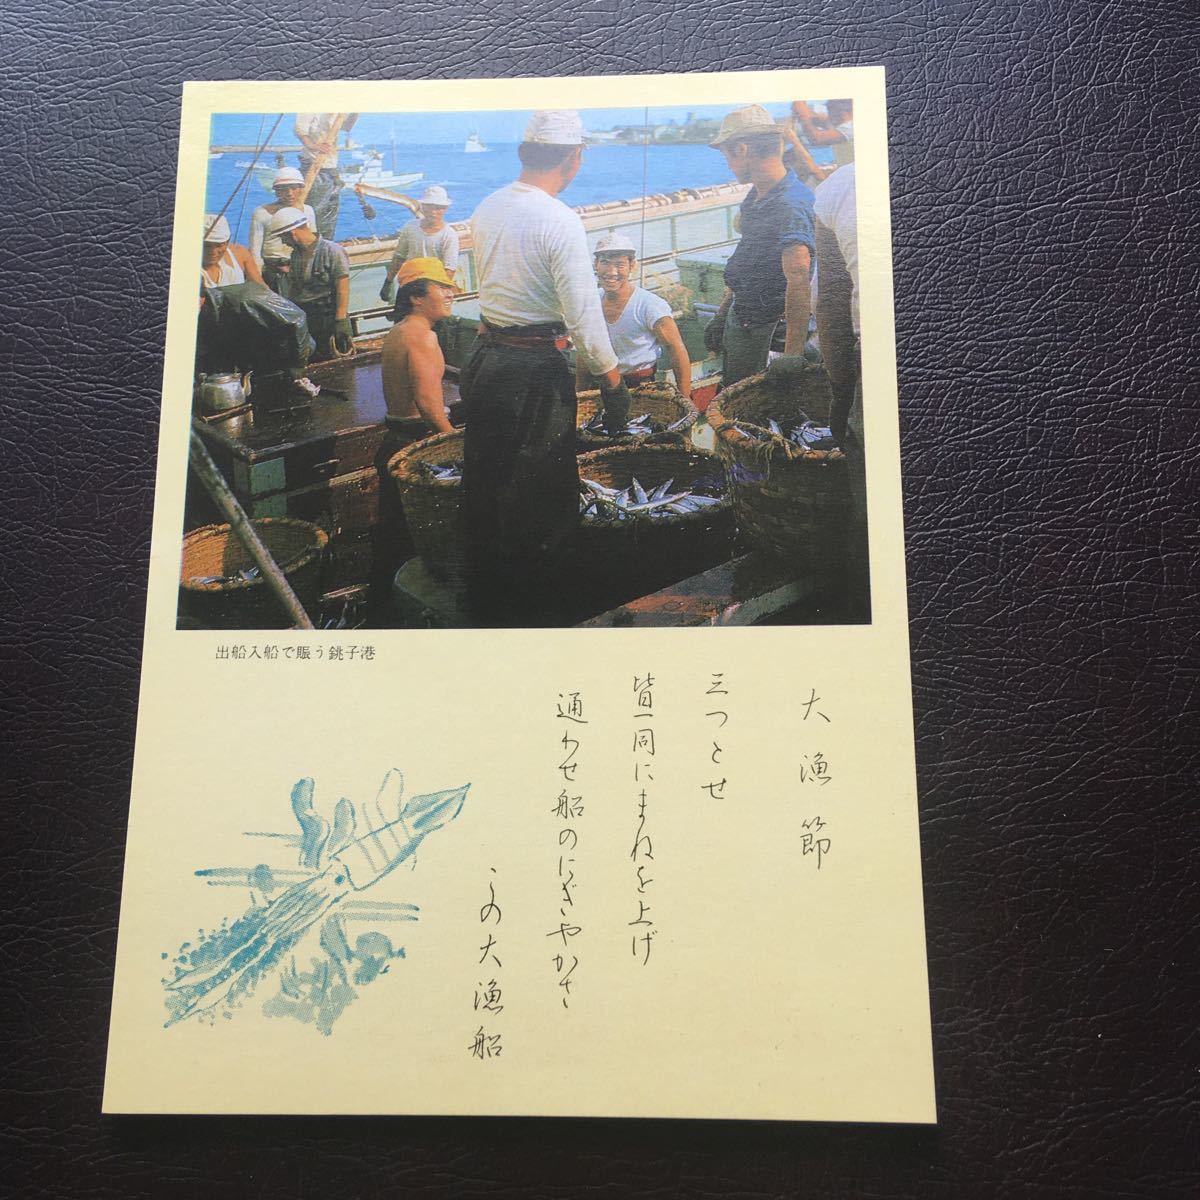 出船入船で賑う銚子港
大漁節
三つとせ
皆一同にまねを上げ
通わせ船のにぎやかさ
この大漁船